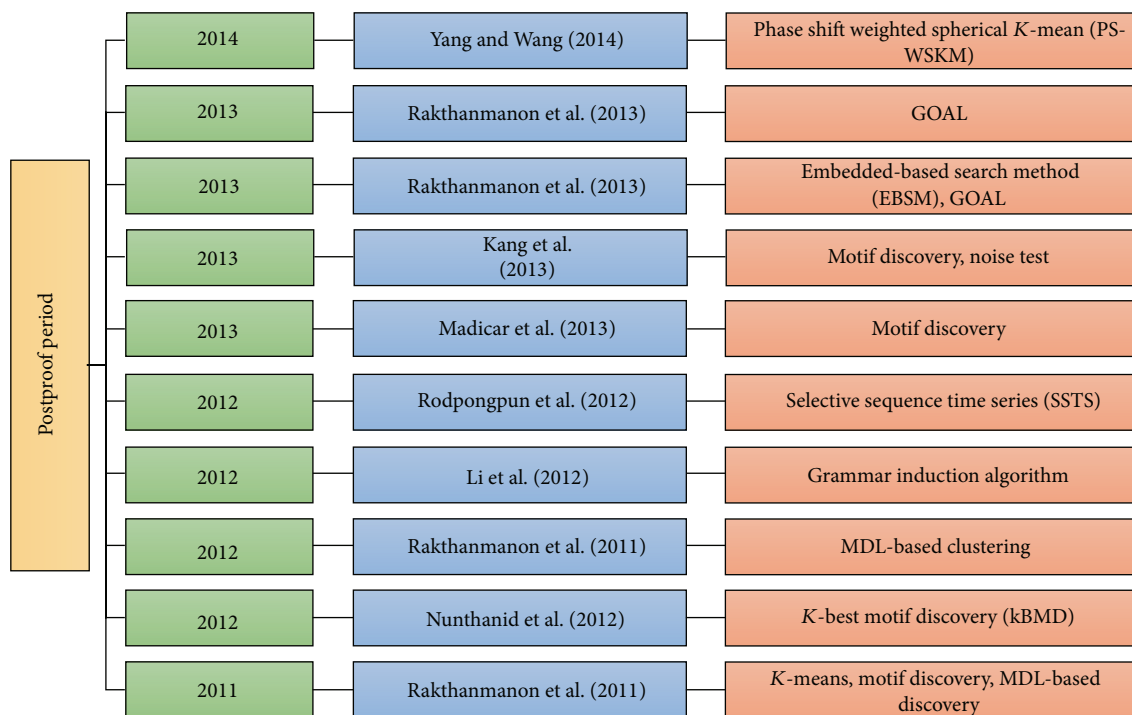 2014
Yang and Wang (2014)
Phase shift weighted spherical K-mean (PS-
WSKM)
2013
Rakthanmanon et al. (2013)
GOAL
2013
Rakthanmanon et al. (2013)
Embedded-based search method
(EBSM), GOAL
2013
Kang et al.
(2013)
Motif discovery, noise test
2013
Madicar et al. (2013)
Motif discovery
Postproof period
2012
Rodpongpun et al. (2012)
Selective sequence time series (SSTS)
2012
Li et al. (2012)
Grammar induction algorithm
2012
Rakthanmanon et al. (2011)
MDL-based clustering
2012
Nunthanid et al. (2012)
K-best motif discovery (kBMD)
2011
Rakthanmanon et al. (2011)
K-means, motif discovery, MDL-based
discovery